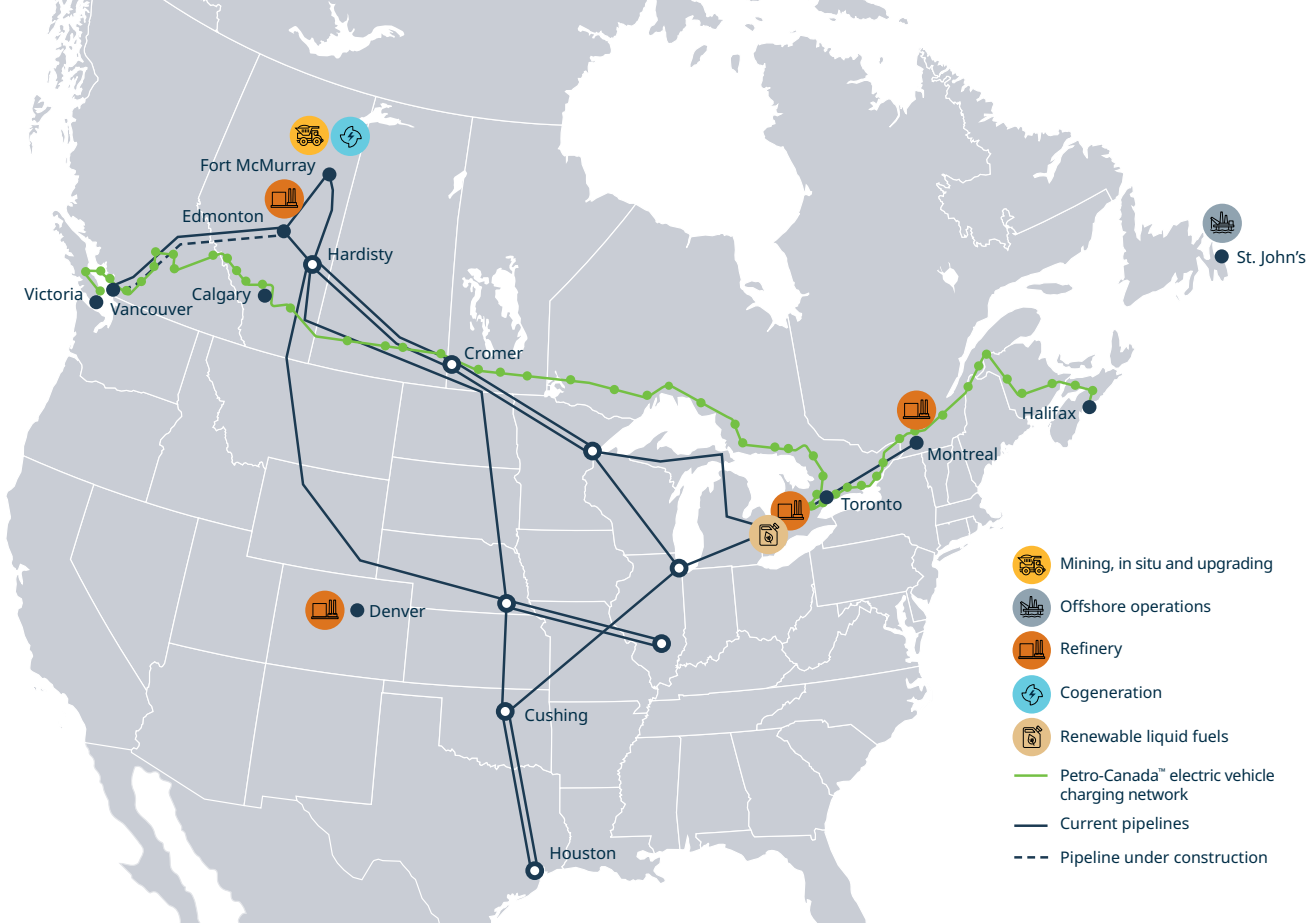 Fort McMurray
Edmonton
Hardisty
St. John's
Victoria
Calgary
Vancouver
Cromer
Halifax
Montreal
Toronto
Denver
Cushing
Houston
Mining, in situ and upgrading
Offshore operations
Refinery
Cogeneration
Renewable liquid fuels
Petro-Canada™ electric vehicle
charging network
Current pipelines
Pipeline under construction